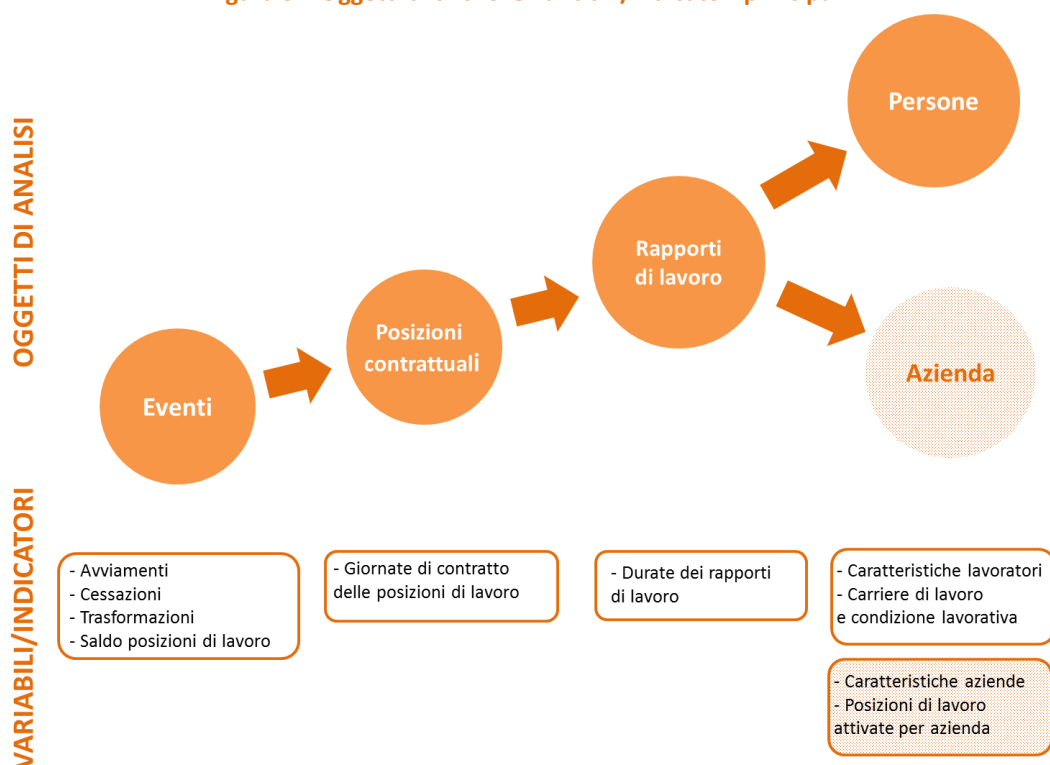 OGGETTI DI ANALISI
Persone
Rapporti
di lavoro
Posizioni
contrattuali
Azienda
Eventi
VARIABILI/INDICATORI
- Avviamenti
- Cessazioni
- Trasformazioni
- Saldo posizioni di lavoro
- Giornate di contratto
delle posizioni di lavoro
- Durate dei rapporti
di lavoro
- Caratteristiche lavoratori
- Carriere di lavoro
e condizione lavorativa
- Caratteristiche aziende
- Posizioni di lavoro
attivate per azienda